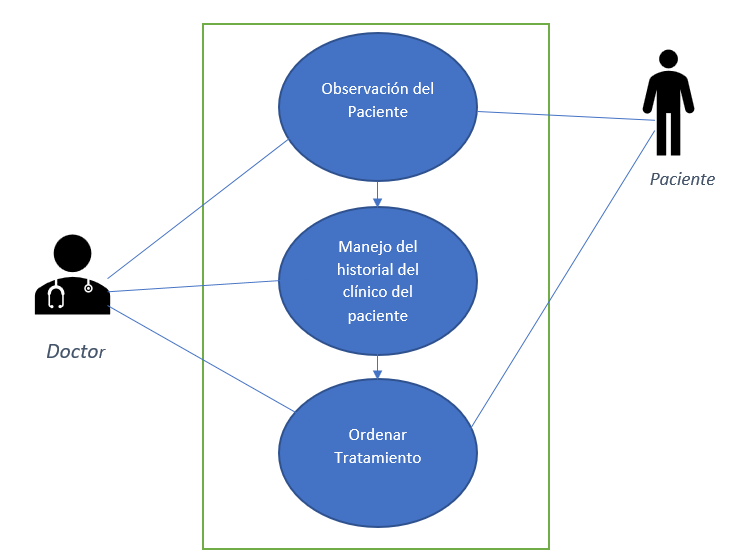 Observación del
Paciente
Paciente
Manejo del
historial del
clínico del
paciente
Doctor
Ordenar
Tratamiento